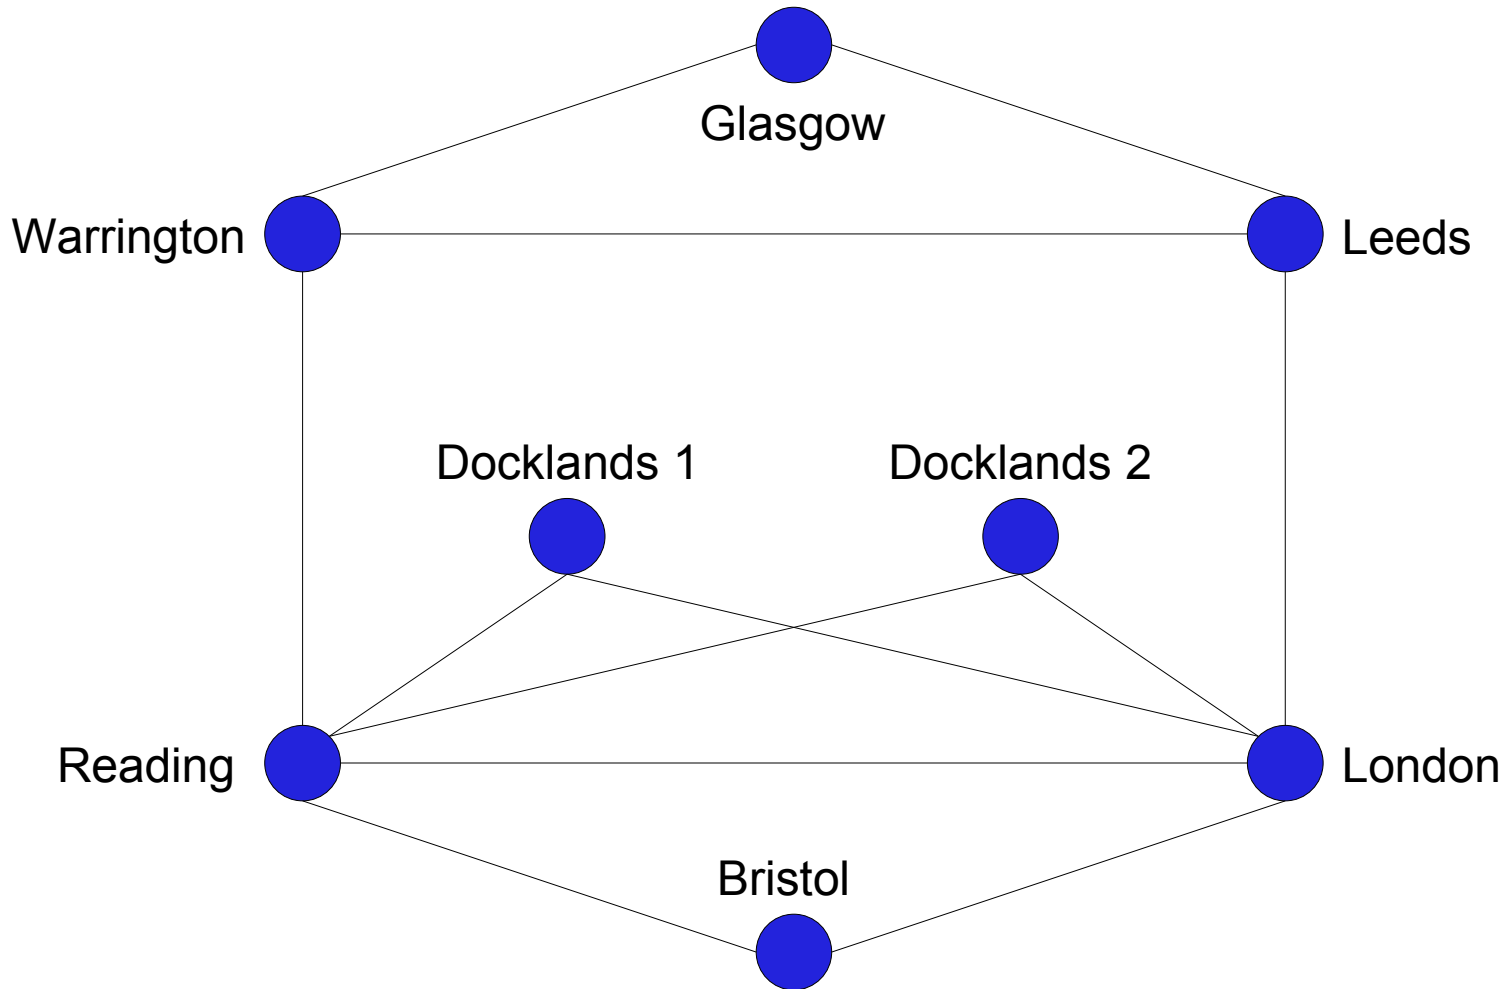 Glasgow
Warrington
Leeds
Docklands 1
Docklands 2
Reading
London
Bristol